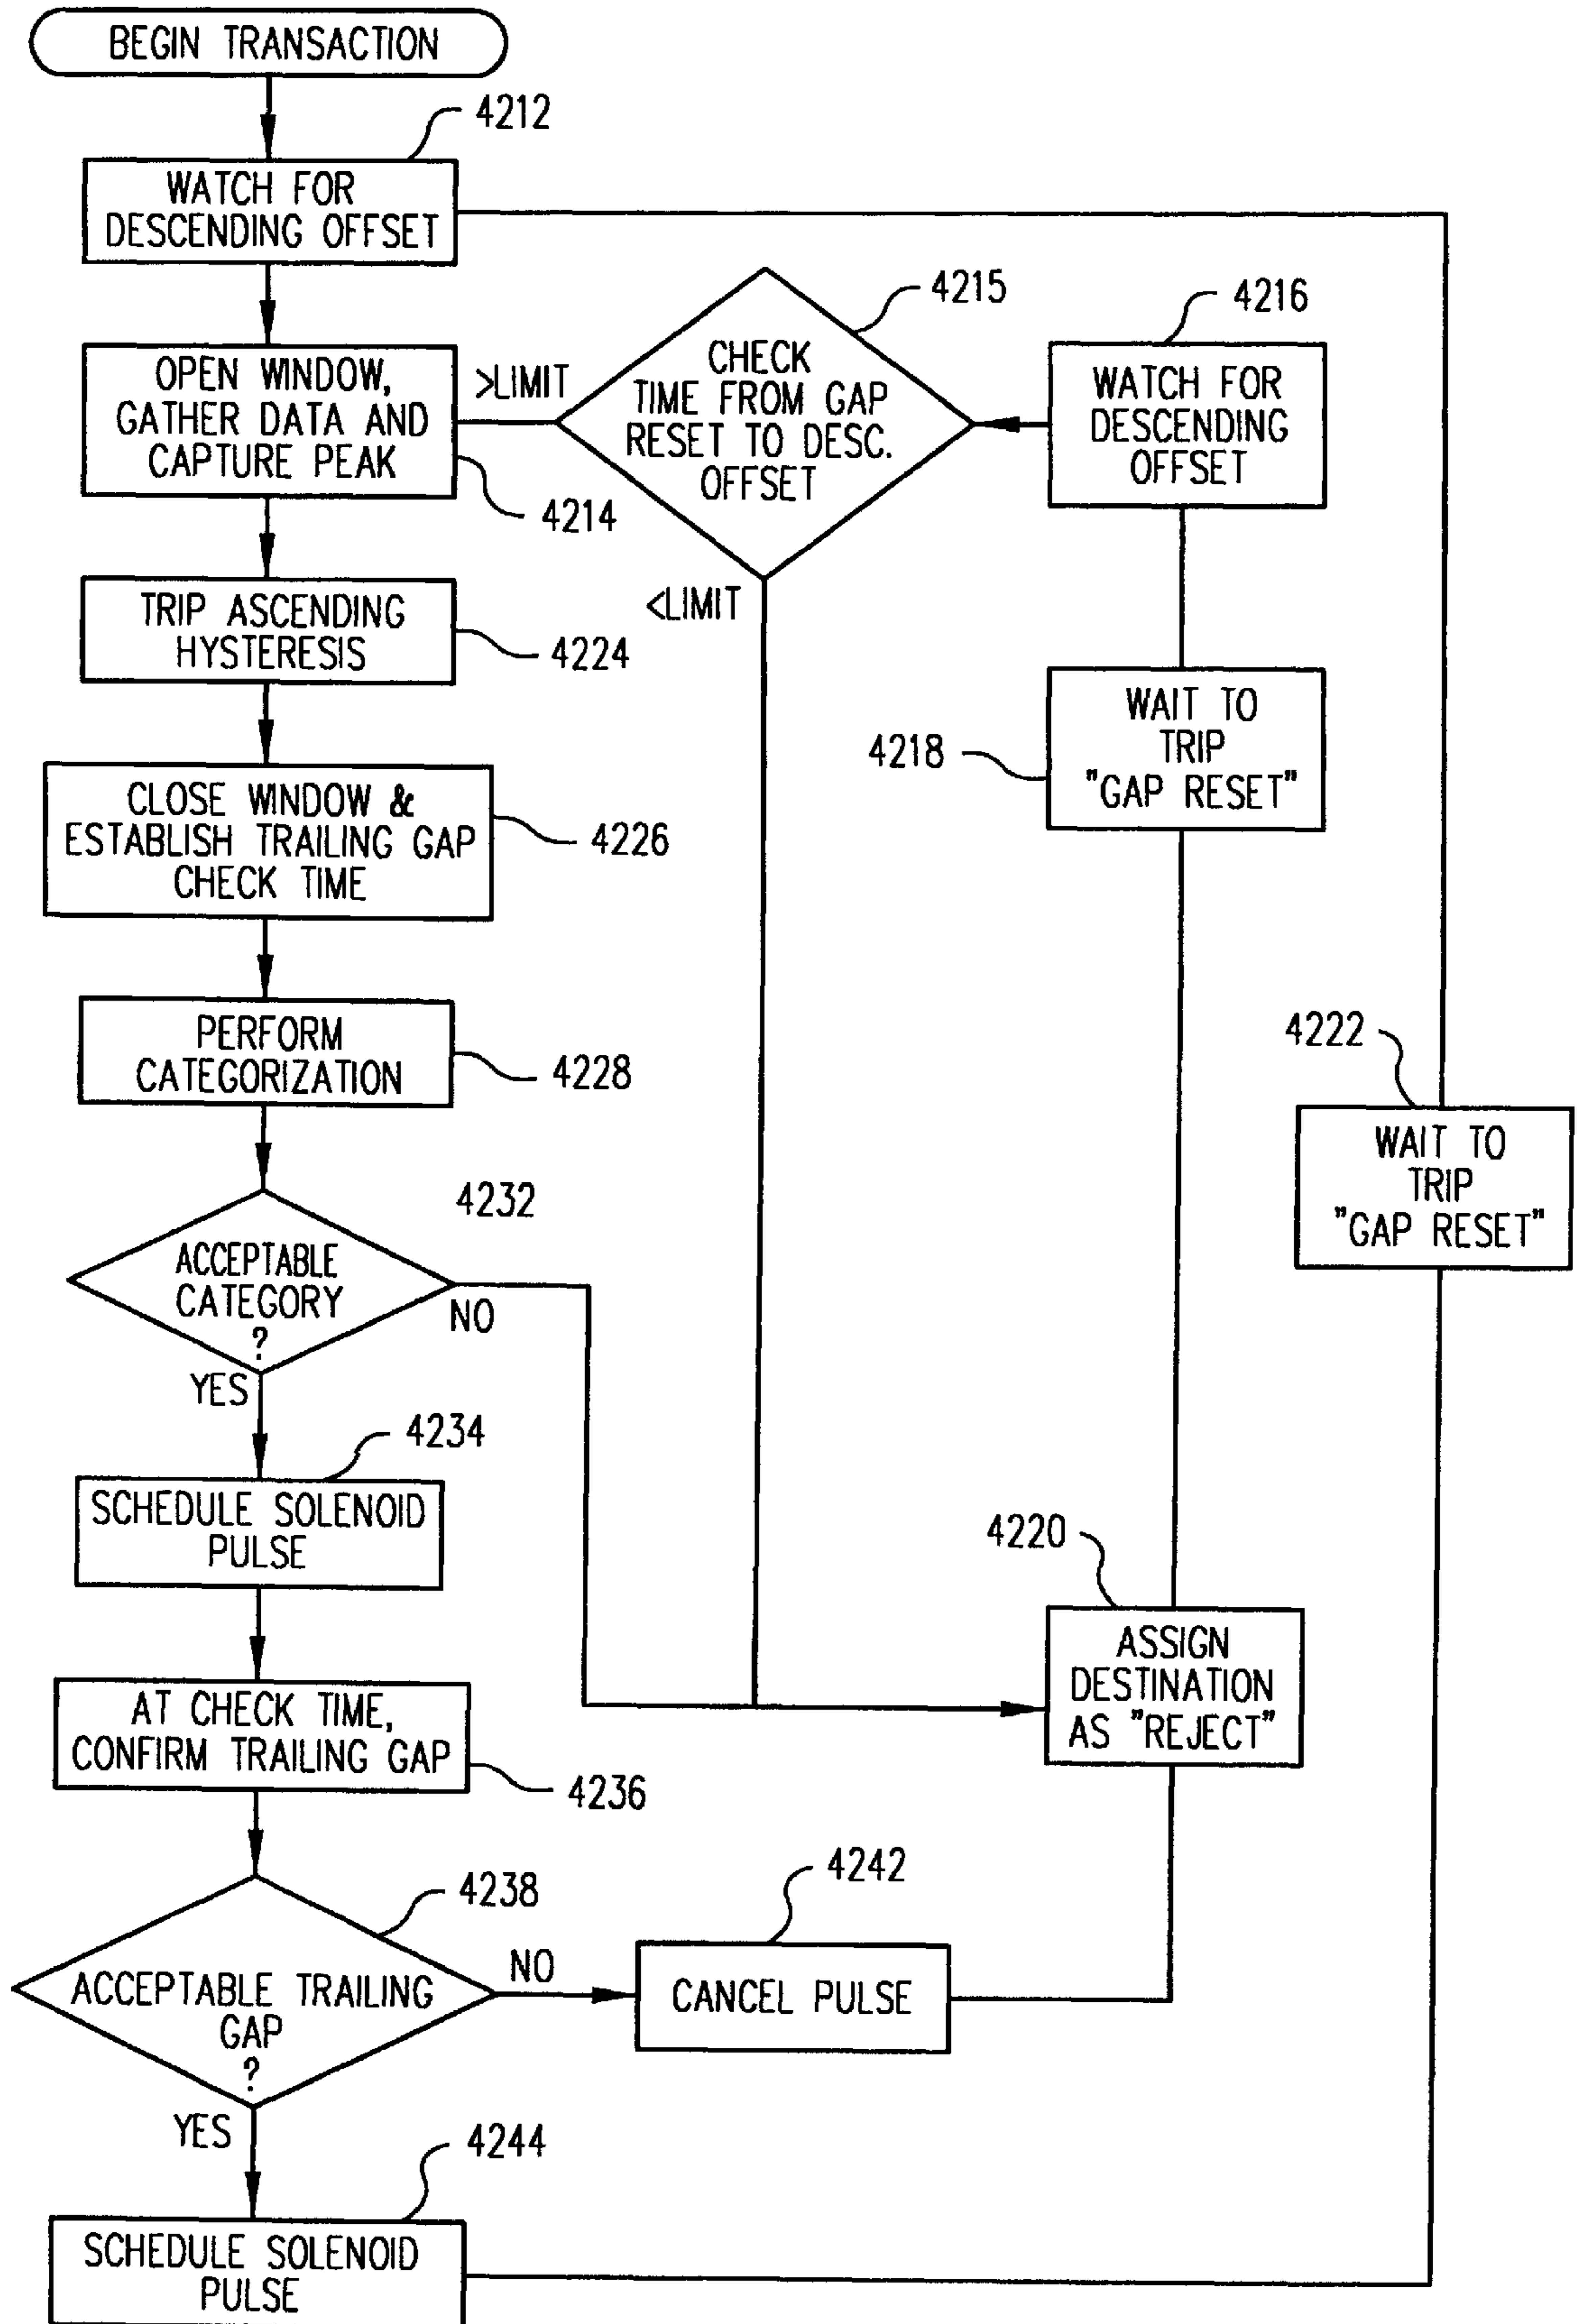 BEGIN TRANSACTION
4212
WATCH FOR
DESCENDING OFFSET
4215
4216
OPEN WINDOW,
GATHER DATA AND
CAPTURE PEAK
>LIMIT
CHECK
TIME FROM GAP
RESET TO DESC.
OFFSET
WATCH FOR
DESCENDING
OFFSET
4214
<LIMIT
TRIP ASCENDING
HYSTERESIS
4224
WAIT TO
TRIP
"GAP RESET"
4218
CLOSE WINDOW &
ESTABLISH TRAILING GAP
CHECK TIME
4226
PERFORM
CATEGORIZATION
4228
4222
WAIT TO
TRIP
"GAP RESET"
4232
ACCEPTABLE
CATEGORY
?
NO
YES
4234
SCHEDULE SOLENOID
PULSE
4220
ASSIGN
DESTINATION
AS "REJECT"
AT CHECK TIME,
CONFIRM TRAILING GAP
4236
4238
4242
ACCEPTABLE TRAILING
GAP
?
NO
CANCEL PULSE
YES
4244
SCHEDULE SOLENOID
PULSE